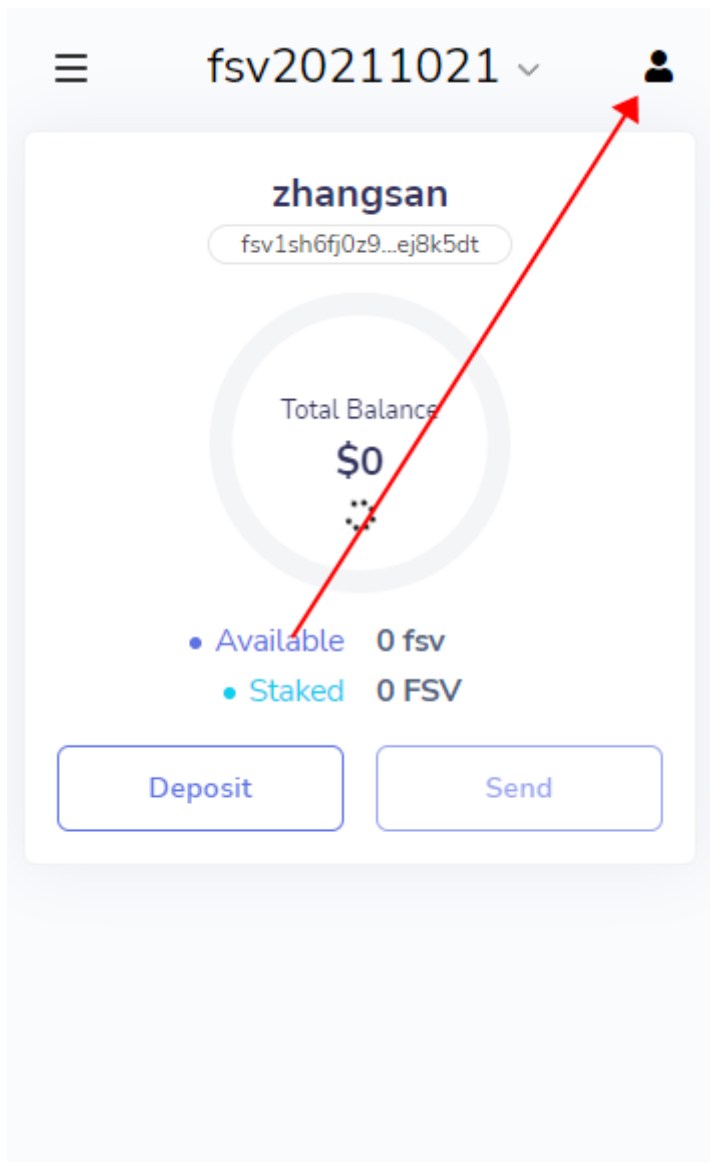 fsv20211021
zhangsan
fsv1sh6fj0z9...ej8k5dt
Total Balance
$0
Available 0 fsv
Staked 0 FSV
Deposit Send